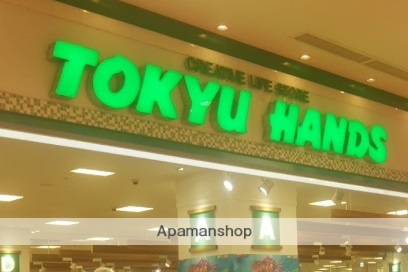 CREATIVE LIFE STORE
TOKYU HANDS
Apamanshop
A
D